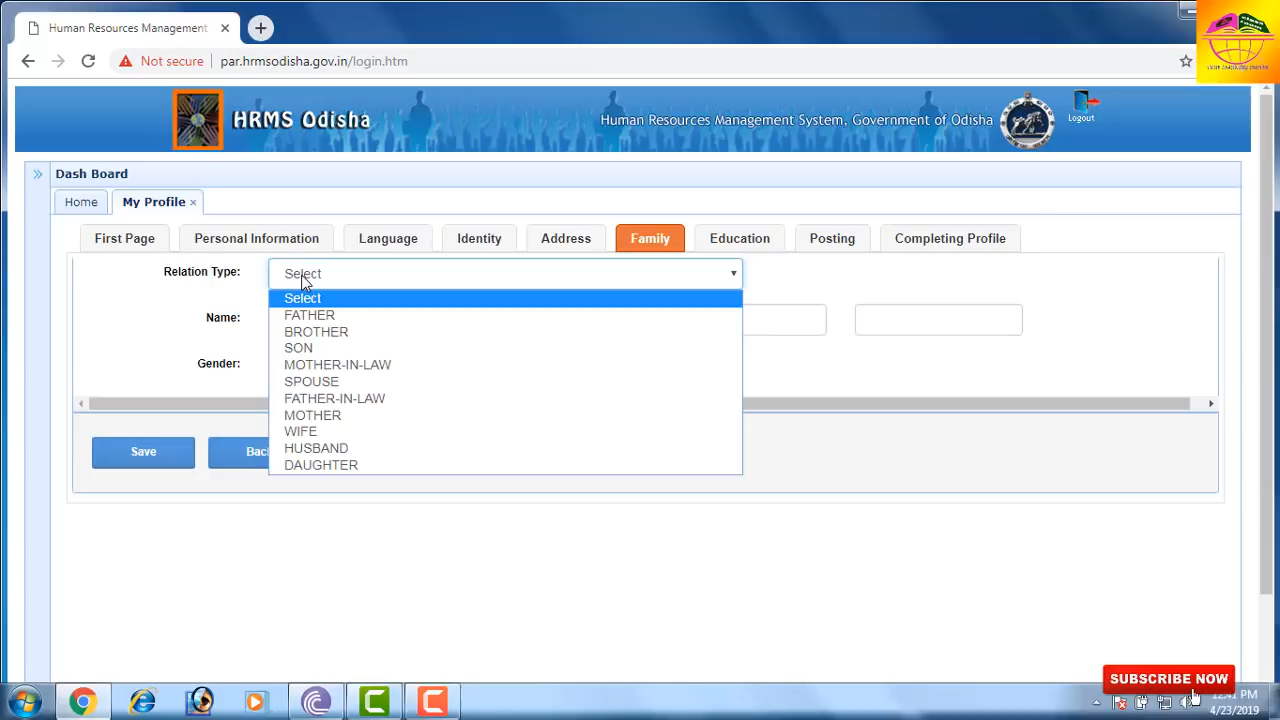 Human Resources Management
Not secure
par.hrmsodisha.gov.in/login.htm
HRMS Odisha
Human Resources Management System, Government of Odisha
Logout
Dash Board
Home
My Profile
First Page
Personal Information
Language
Identity
Address
Family
Education
Posting
Completing Profile
Relation Type:
Select
Select
FATHER
BROTHER
SON
MOTHER-IN-LAW
SPOUSE
FATHER-IN-LAW
MOTHER
WIFE
HUSBAND
DAUGHTER
Name:
Gender:
Save
SUBSCRIBE NOW
12:41 PM
4/23/2019